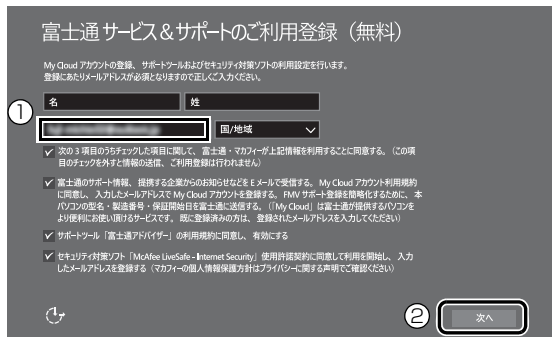 富士通サービス&サポートのご利用登録（無料）
My Cloud アカウントの登録、サポートツールおよびセキュリティ対策ソフトの利用設定を行います。
登録にあたりメールアドレスが必須となりますので正しくご入力ください。
名 姓
①
国/地域
次の3項目のうちチェックした項目に関して、富士通・マカフィーが上記情報を利用することに同意する。（この項
目のチェックを外すと情報の送信、ご利用登録は行われません）
富士通のサポート情報、提携する企業からのお知らせなどをEメールで受信する。My Cloud アカウント利用規約
に同意し、入力したメールアドレスで My Cloud アカウントを登録する。FMV サポート登録を簡略化するために、本
パソコンの型名・製造番号・保証開始日を富士通に送信する。（「My Cloud」は富士通が提供するパソコンを
より便利にお使い頂けるサービスです。既に登録済みの方は、登録されたメールアドレスを入力してください）
サポートツール「富士通アドバイザー」の利用規約に同意し、有効にする
セキュリティ対策ソフト「McAfee LiveSafe – Internet Security」使用許諾契約に同意して利用を開始し、入力
したメールアドレスを登録する（マカフィーの個人情報保護方針はプライバシーに関する声明でご確認ください）
② 次へ